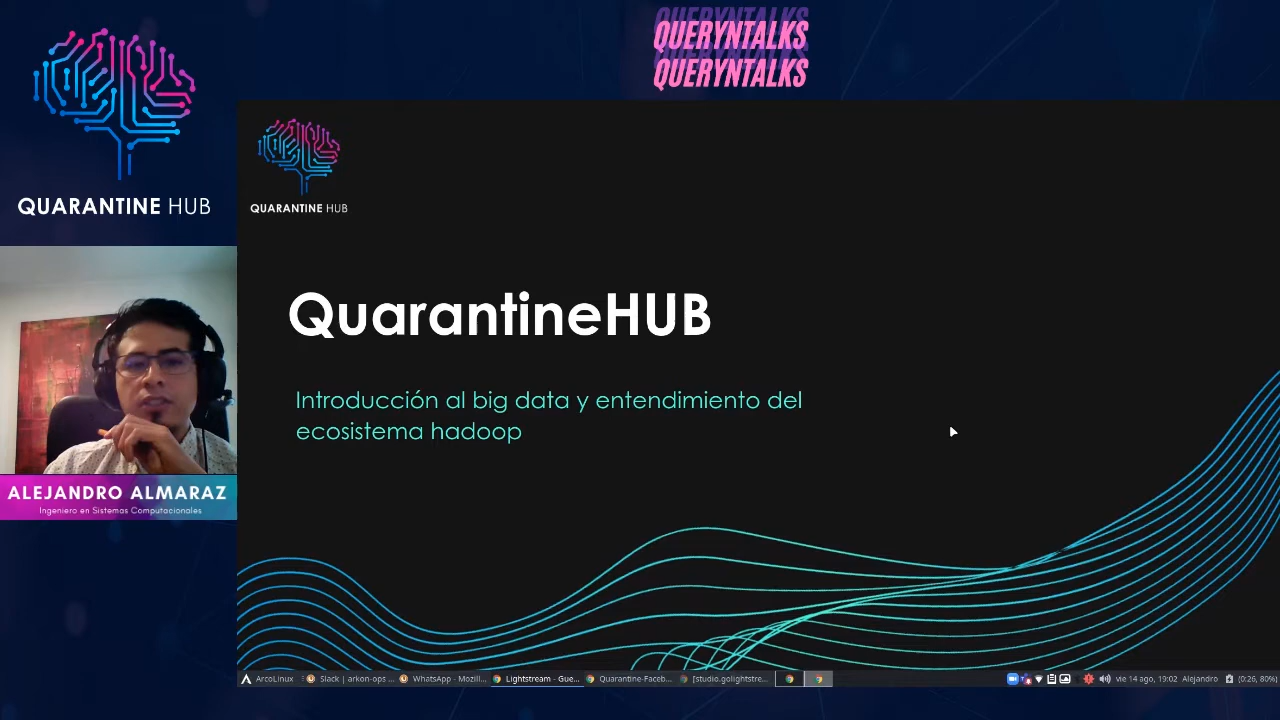 QUERYNTALKS
QUERYNTALKS
QUARANTINE HUB
QUARANTINE HUB
QuarantineHUB
Introducción al big data y entendimiento del
ecosistema hadoop
ALEJANDRO ALMARAZ
Ingeniero en Sistemas Computacionales
ArcoLinux Slack | arkon-ops ... WhatsApp - Mozill... Lightstream - Gue... Quarantine-Faceb... [studio.golightstre... vie 14 ago, 19:02 Alejandro (0:26, 80%)